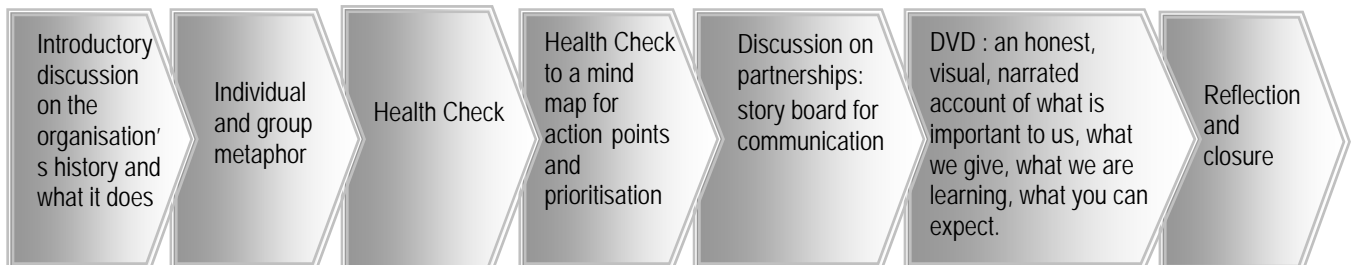 Introductory
discussion
on the
organisation'
s history and
what it does
Individual
and group
metaphor
Health Check
Health Check
to a mind
map for
action points
and
prioritisation
Discussion on
partnerships:
story board for
communication
DVD : an honest,
visual, narrated
account of what is
important to us, what
we give, what we are
learning, what you can
expect.
Reflection
and
closure